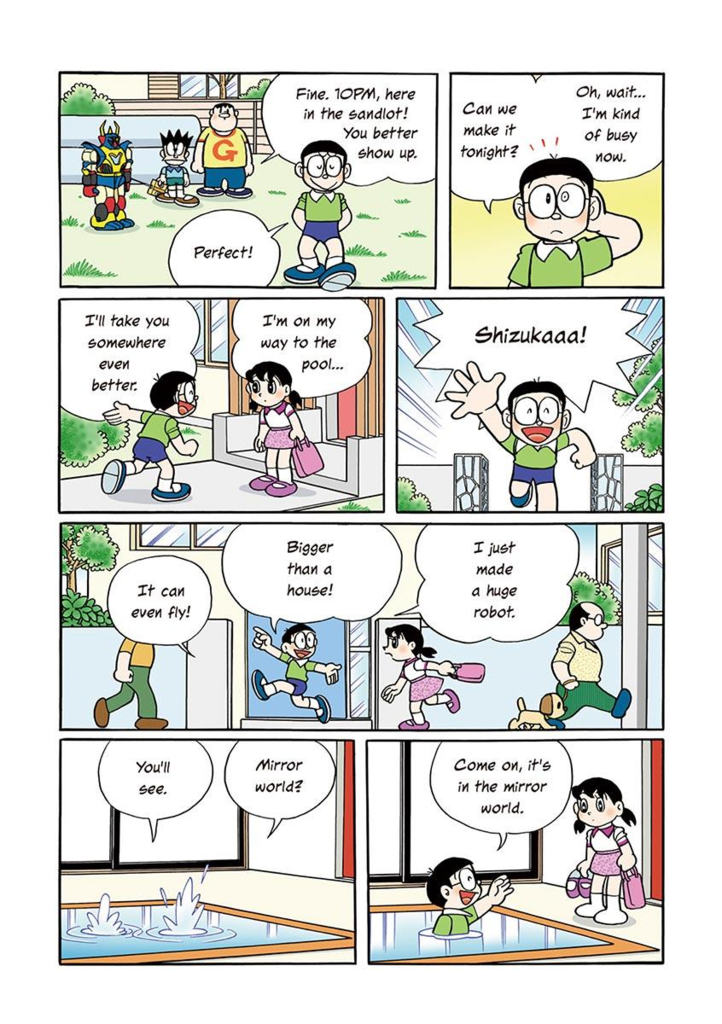 Oh, wait...
I'm kind
of busy
now.
Can we
make it
tonight?
Fine. 10PM, here
in the sandlot!
You better
show up.
G
Perfect!
Shizukaaa!
I'm on my
way to the
pool...
I'll take you
somewhere
even
better.
I just
made
a huge
robot.
Bigger
than a
house!
It can
even fly!
Come on, it's
in the mirror
world.
Mirror
world?
You'll
see.